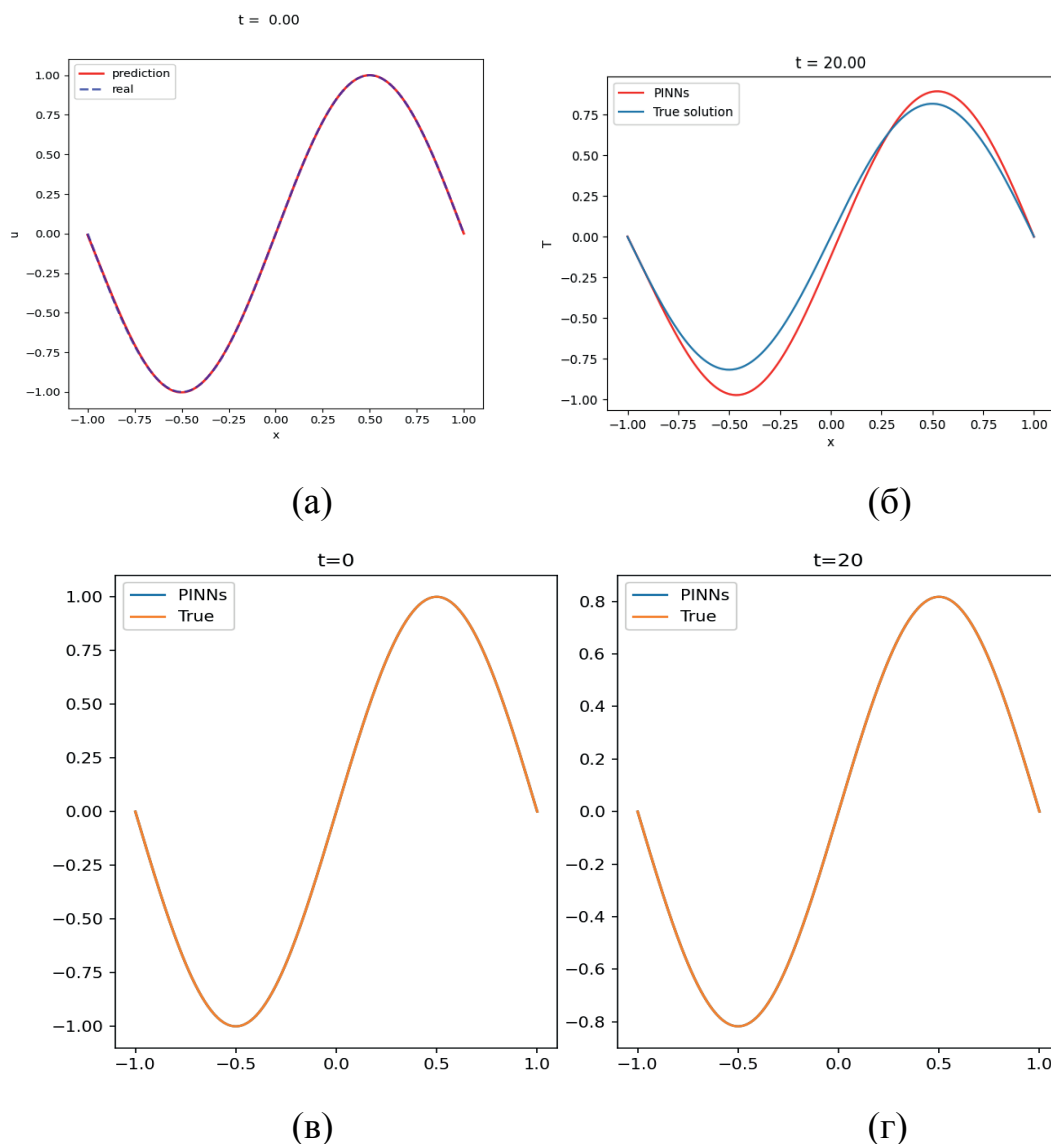 t =  0.00
prediction
real
1.00
0.75
0.50
0.25
0.00
−0.25
−0.50
−0.75
−1.00
u
−1.00 −0.75 −0.50 −0.25 0.00 0.25 0.50 0.75 1.00
x
(а)
t = 20.00
PINNs
True solution
0.75
0.50
0.25
0.00
−0.25
−0.50
−0.75
−1.00
T
−1.00 −0.75 −0.50 −0.25 0.00 0.25 0.50 0.75 1.00
x
(б)
t=0
PINNs
True
1.00
0.75
0.50
0.25
0.00
−0.25
−0.50
−0.75
−1.00
−1.0 −0.5 0.0 0.5 1.0
(в)
t=20
PINNs
True
0.8
0.6
0.4
0.2
0.0
−0.2
−0.4
−0.6
−0.8
−1.0 −0.5 0.0 0.5 1.0
(г)